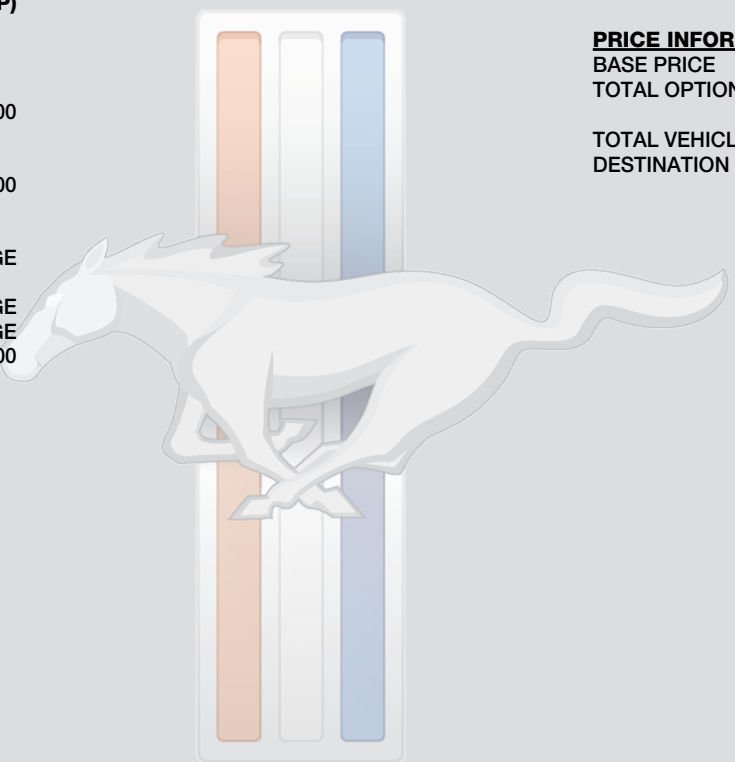 P)
00
00
GE
GE
GE
00
PRICE INFOR
BASE PRICE
TOTAL OPTION
TOTAL VEHICL
DESTINATION